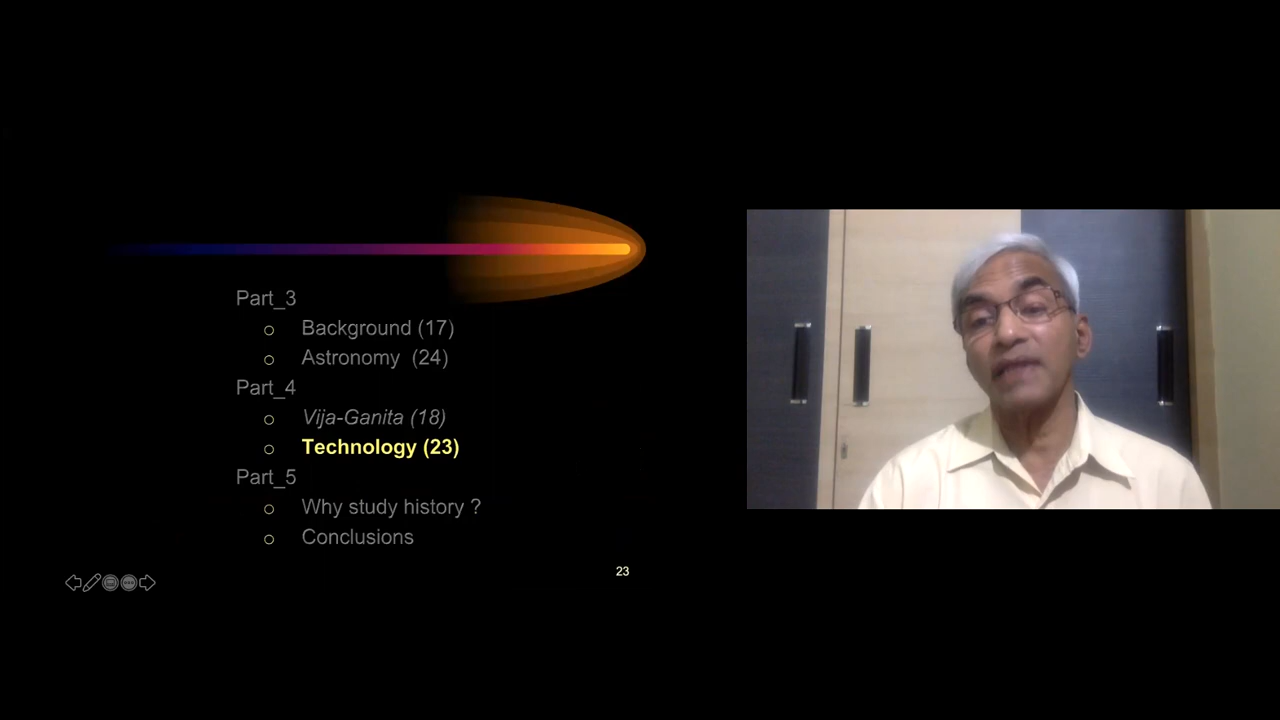 Part_3
Background (17)
Astronomy (24)
Part_4
Vija-Ganita (18)
Technology (23)
Part_5
Why study history ?
Conclusions
23